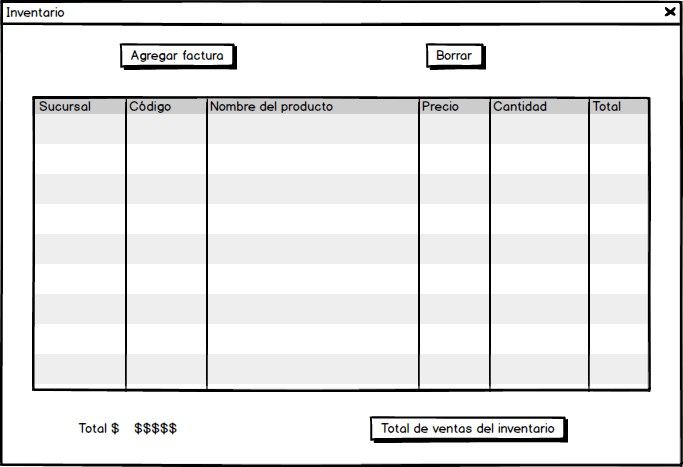 Inventario
Agregar factura Borrar
Sucursal Código Nombre del producto Precio Cantidad Total
Total $ $$$$$ Total de ventas del inventario